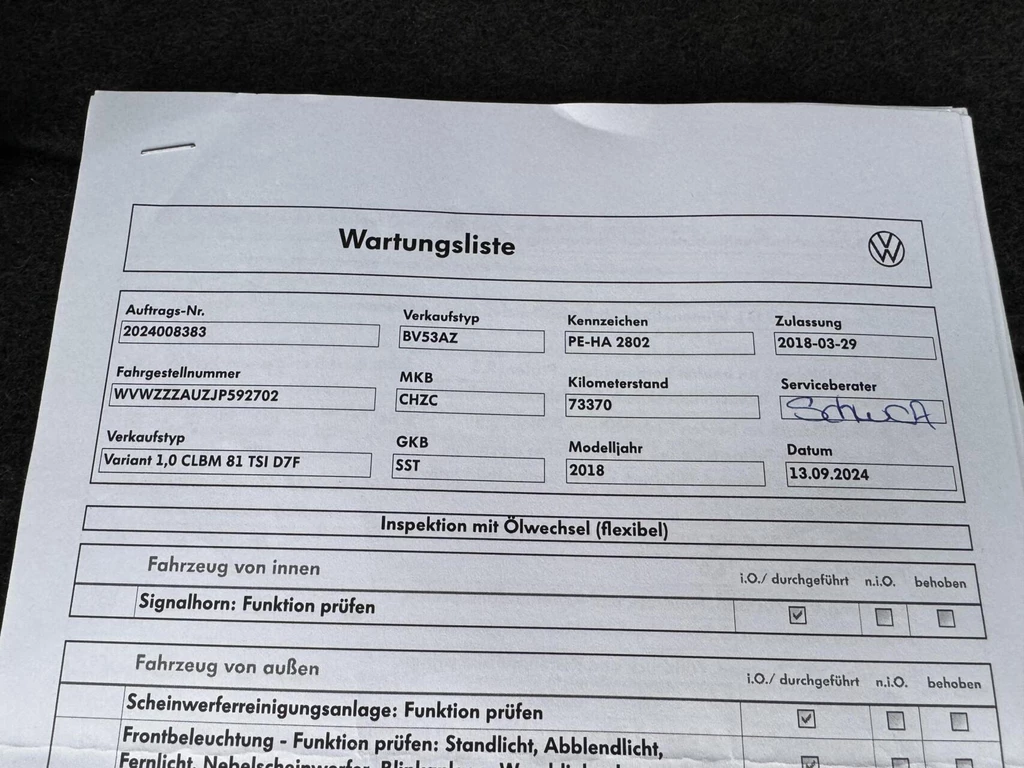 Wartungsliste
Auftrags-Nr. Verkaufstyp Kennzeichen Zulassung
2024008383 BV53AZ PE-HA 2802 2018-03-29
Fahrgestellnummer MKB Kilometerstand Serviceberater
WVWZZZAUZJP592702 CHZC 73370
Verkaufstyp GKB Modelljahr Datum
Variant 1,0 CLBM 81 TSI D7F SST 2018 13.09.2024
Inspektion mit Ölwechsel (flexibel)
Fahrzeug von innen i.O./ durchgeführt n.i.O. behoben
Signalhorn: Funktion prüfen
Fahrzeug von außen i.O./ durchgeführt n.i.O. behoben
Scheinwerferreinigungsanlage: Funktion prüfen
Frontbeleuchtung - Funktion prüfen: Standlicht, Abblendlicht,
Fernlicht, Nebelscheinwerfer,